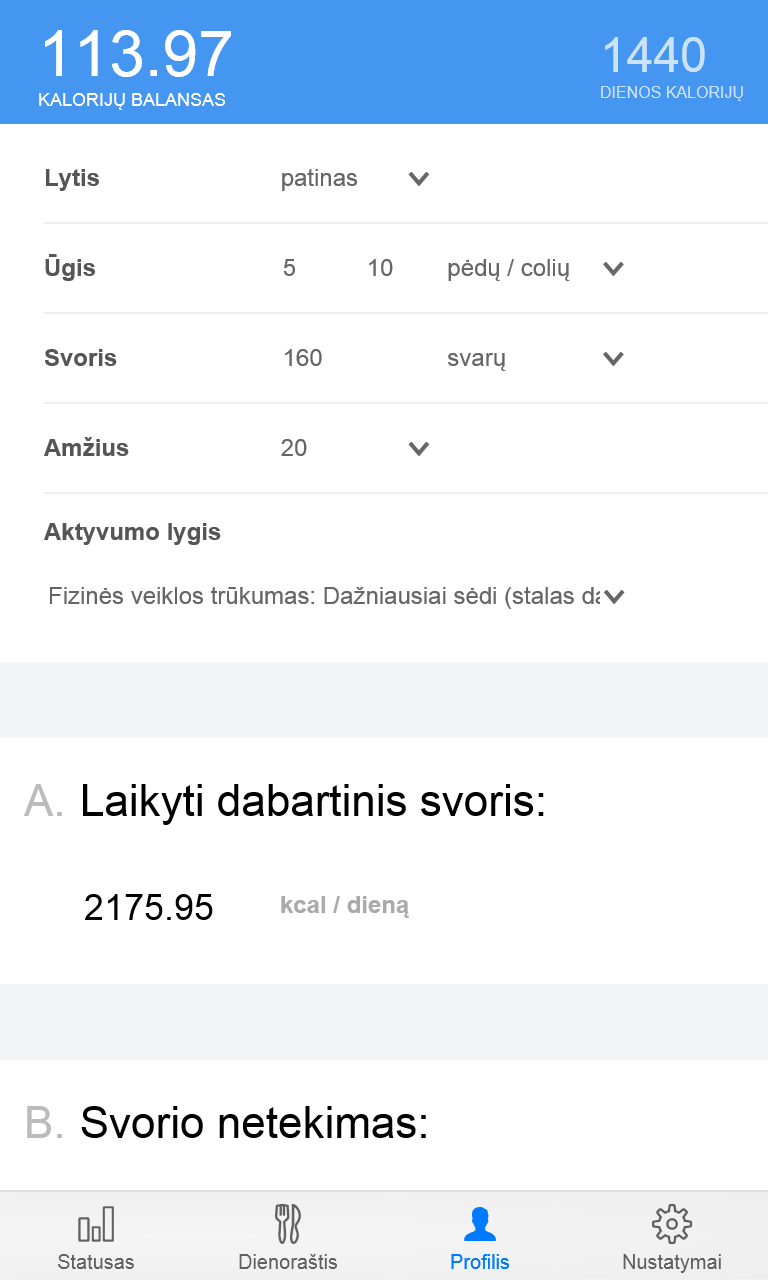 113.97
KALORIJŲ BALANSAS
1440
DIENOS KALORIJŲ
Lytis patinas
Ūgis 5 10 pėdų / colių
Svoris 160 svarų
Amžius 20
Aktyvumo lygis
Fizinės veiklos trūkumas: Dažniausiai sėdi (stalas
A. Laikyti dabartinis svoris:
2175.95 kcal / dieną
B. Svorio netekimas:
Statusas Dienoraštis Profilis Nustatymai